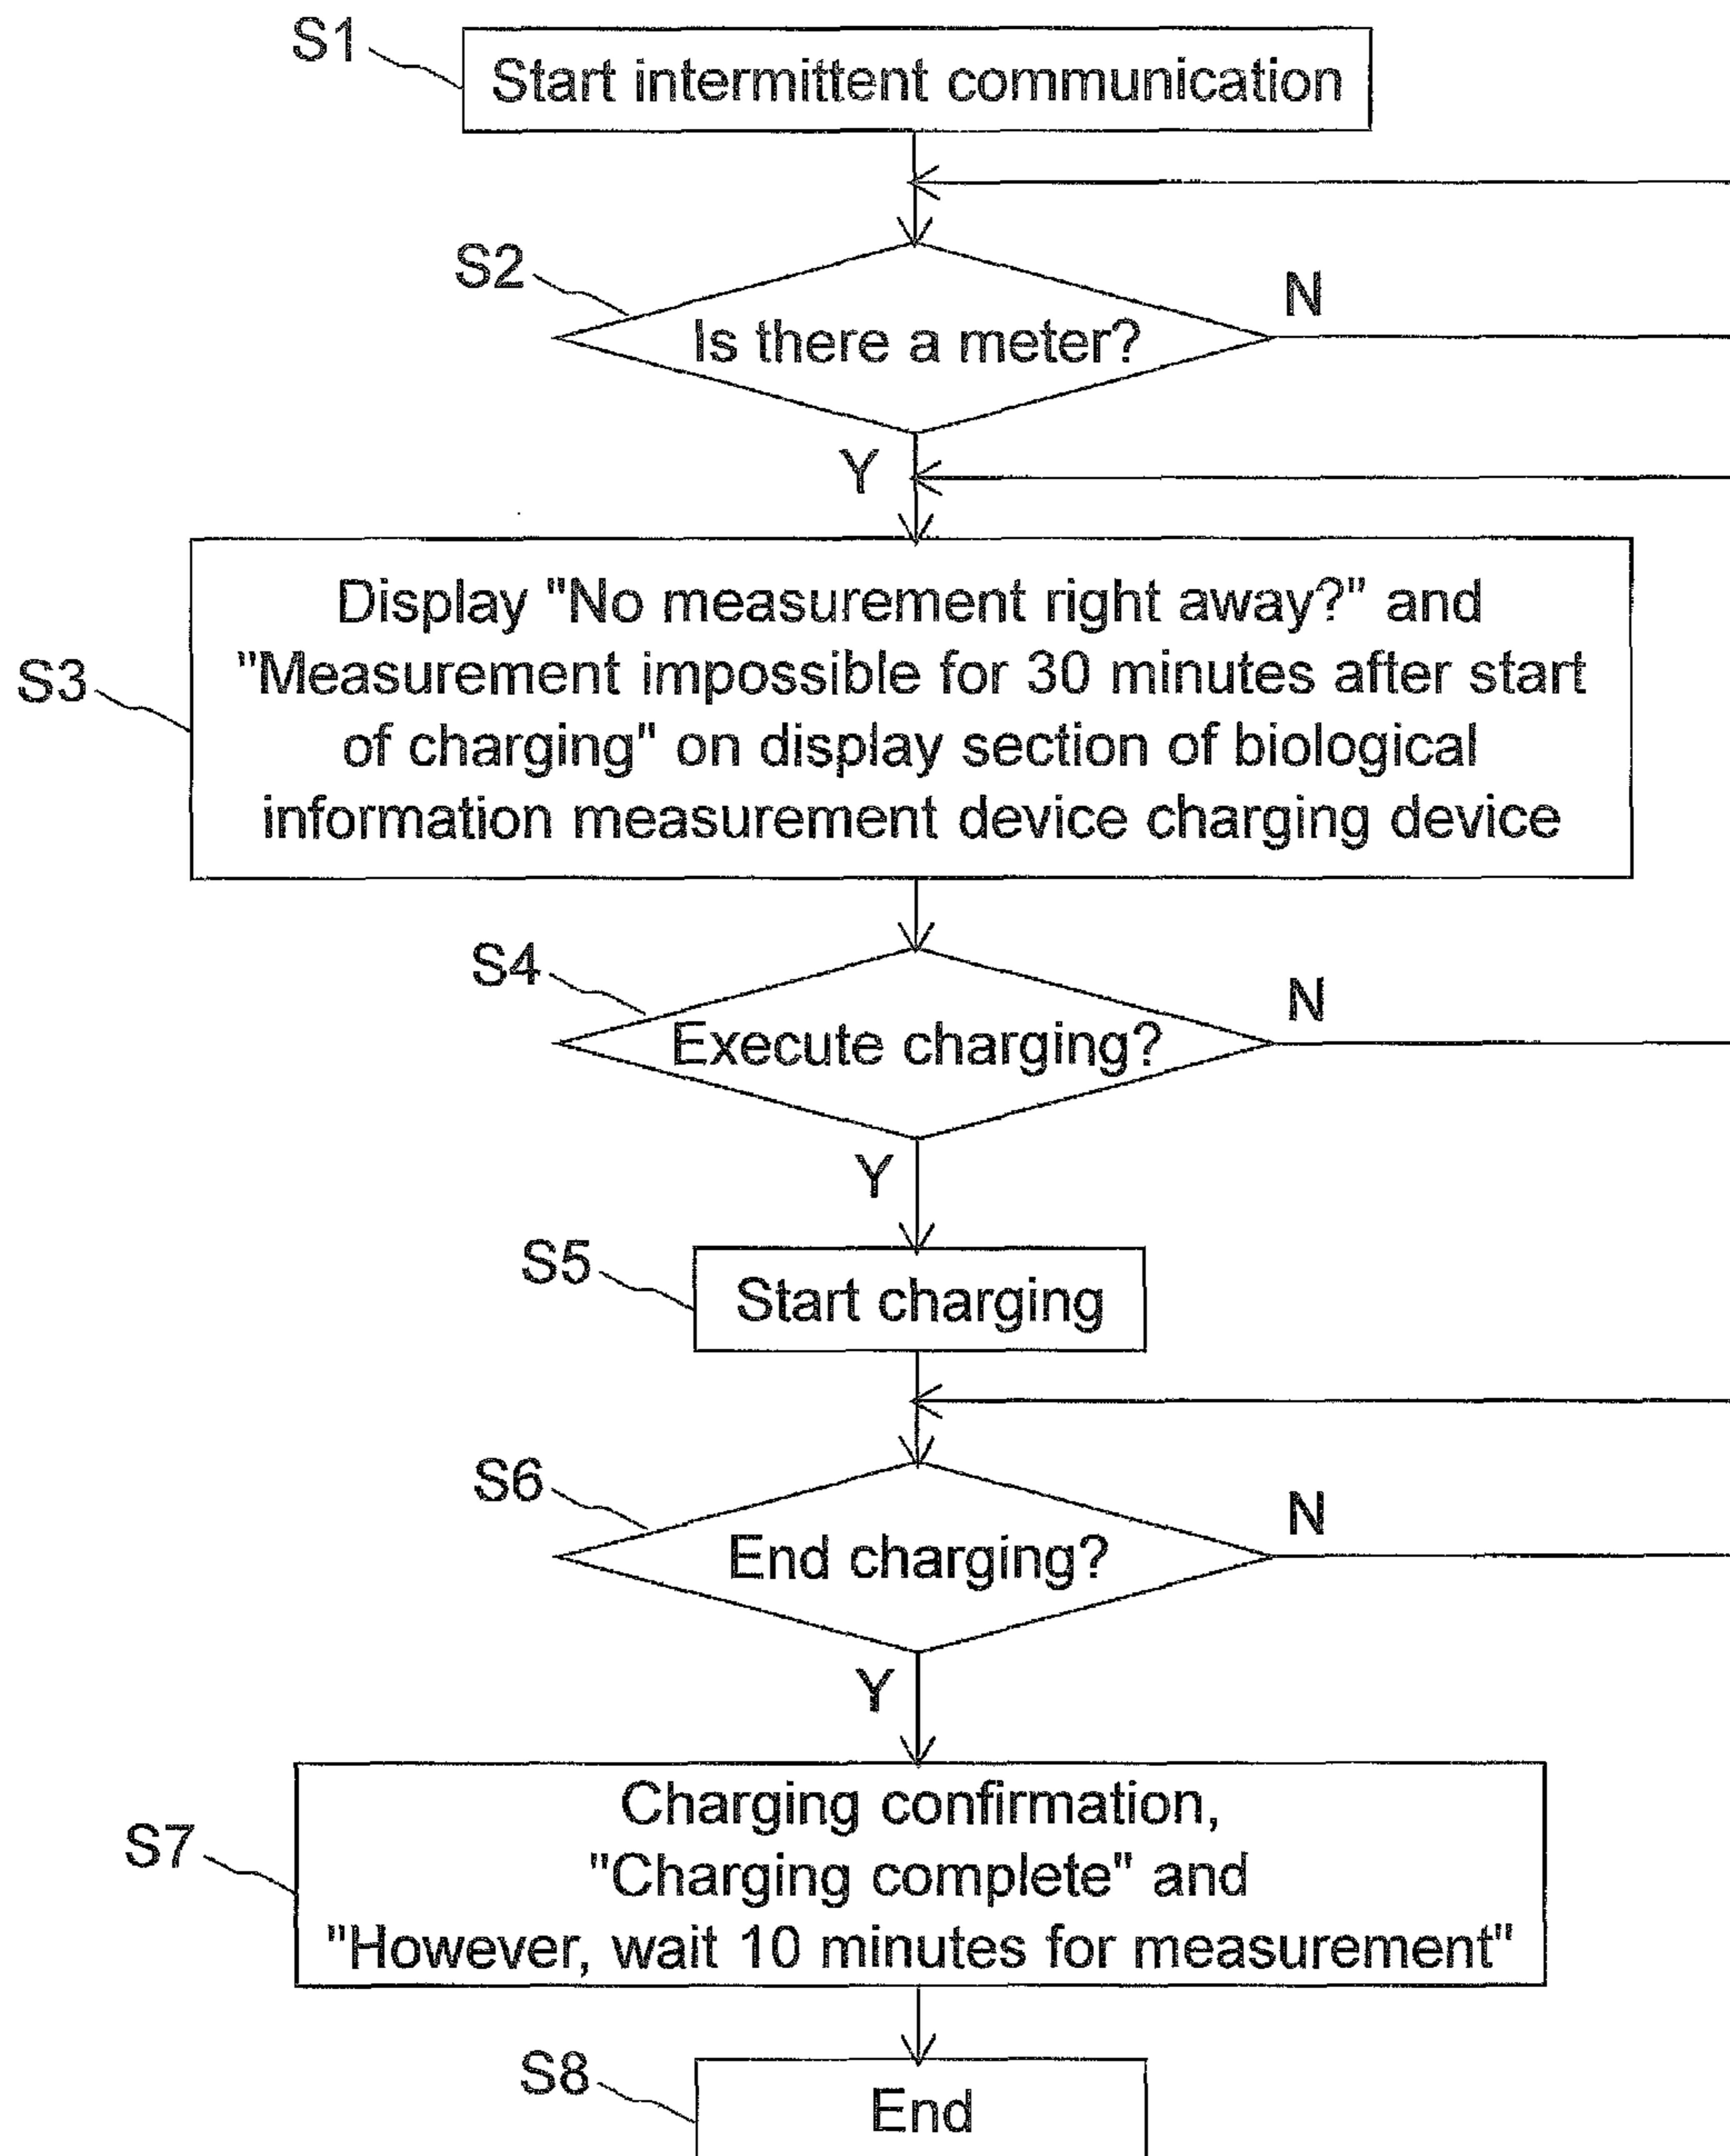 S1
Start intermittent communication
S2
Is there a meter?
N
Y
S3
Display "No measurement right away?" and
"Measurement impossible for 30 minutes after start
of charging" on display section of biological
information measurement device charging device
S4
Execute charging?
N
Y
S5
Start charging
S6
End charging?
N
Y
S7
Charging confirmation,
"Charging complete" and
"However, wait 10 minutes for measurement"
S8
End